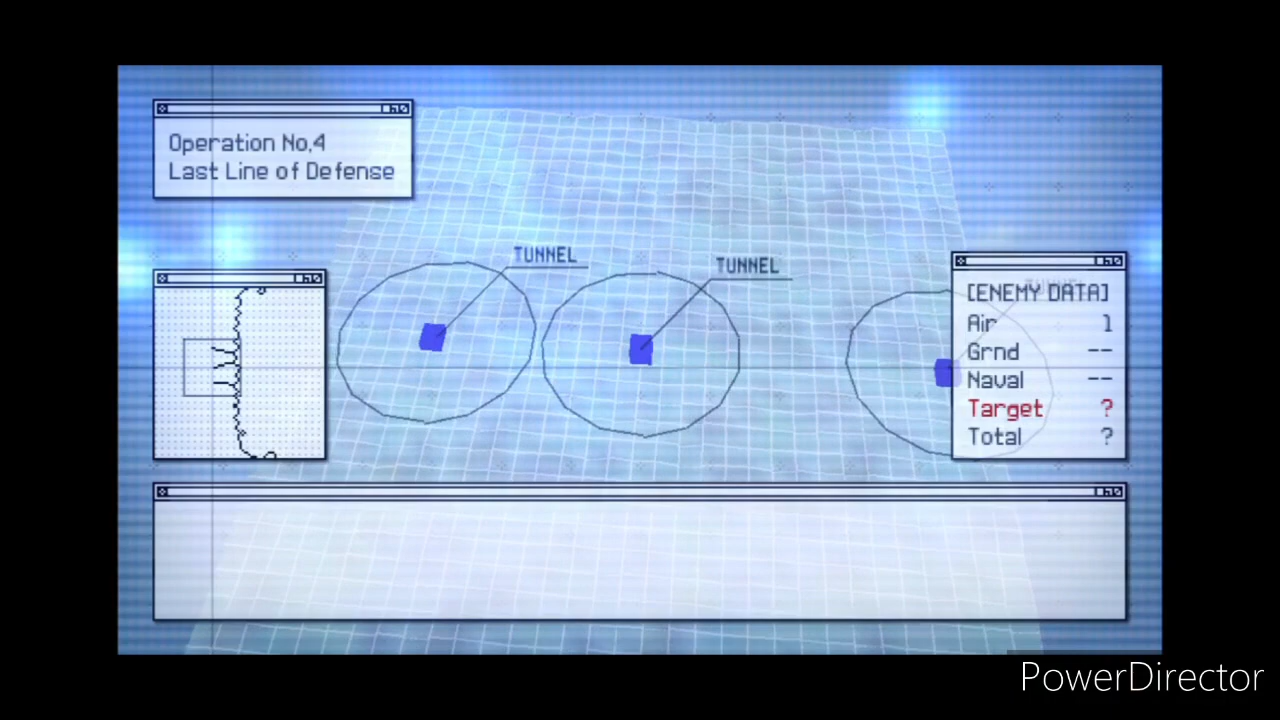 Operation No.4
Last Line of Defense
TUNNEL
TUNNEL
[ENEMY DATA]
Air 1
Grnd --
Naval --
Target ?
Total ?
PowerDirector